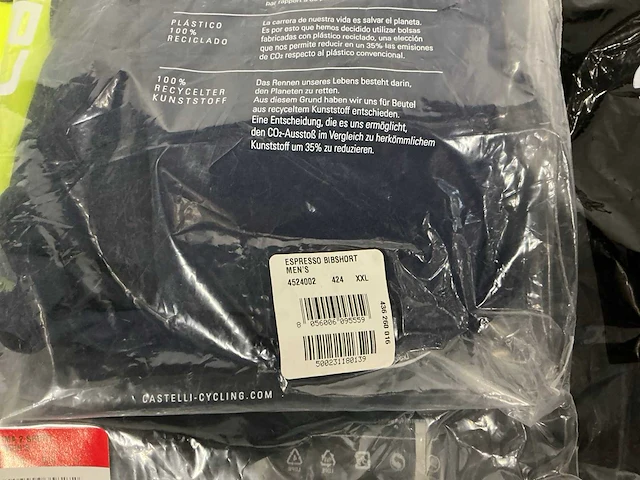 PLÁSTICO
100%
RECICLADO
La carrera de nuestra vida es salvar el planeta.
Es por esto que hemos decidido utilizar bolsas
fabricadas con plástico reciclado, una elección
que nos permite reducir en un 35% las emisiones
de CO₂ respecto al plástico convencional.
100%
RECYCELTER
KUNSTSTOFF
Das Rennen unseres Lebens besteht darin,
den Planeten zu retten.
Aus diesem Grund haben wir uns für Beutel
aus recyceltem Kunststoff entschieden.
Eine Entscheidung, die es uns ermöglicht,
den CO₂-Ausstoß im Vergleich zu herkömmlichem
Kunststoff um 35% zu reduzieren.
ESPRESSO BIBSHORT
MEN'S
4524002 424 XXL
8 056006 095559
500231180139
436 260 016
CASTELLI-CYCLING.COM